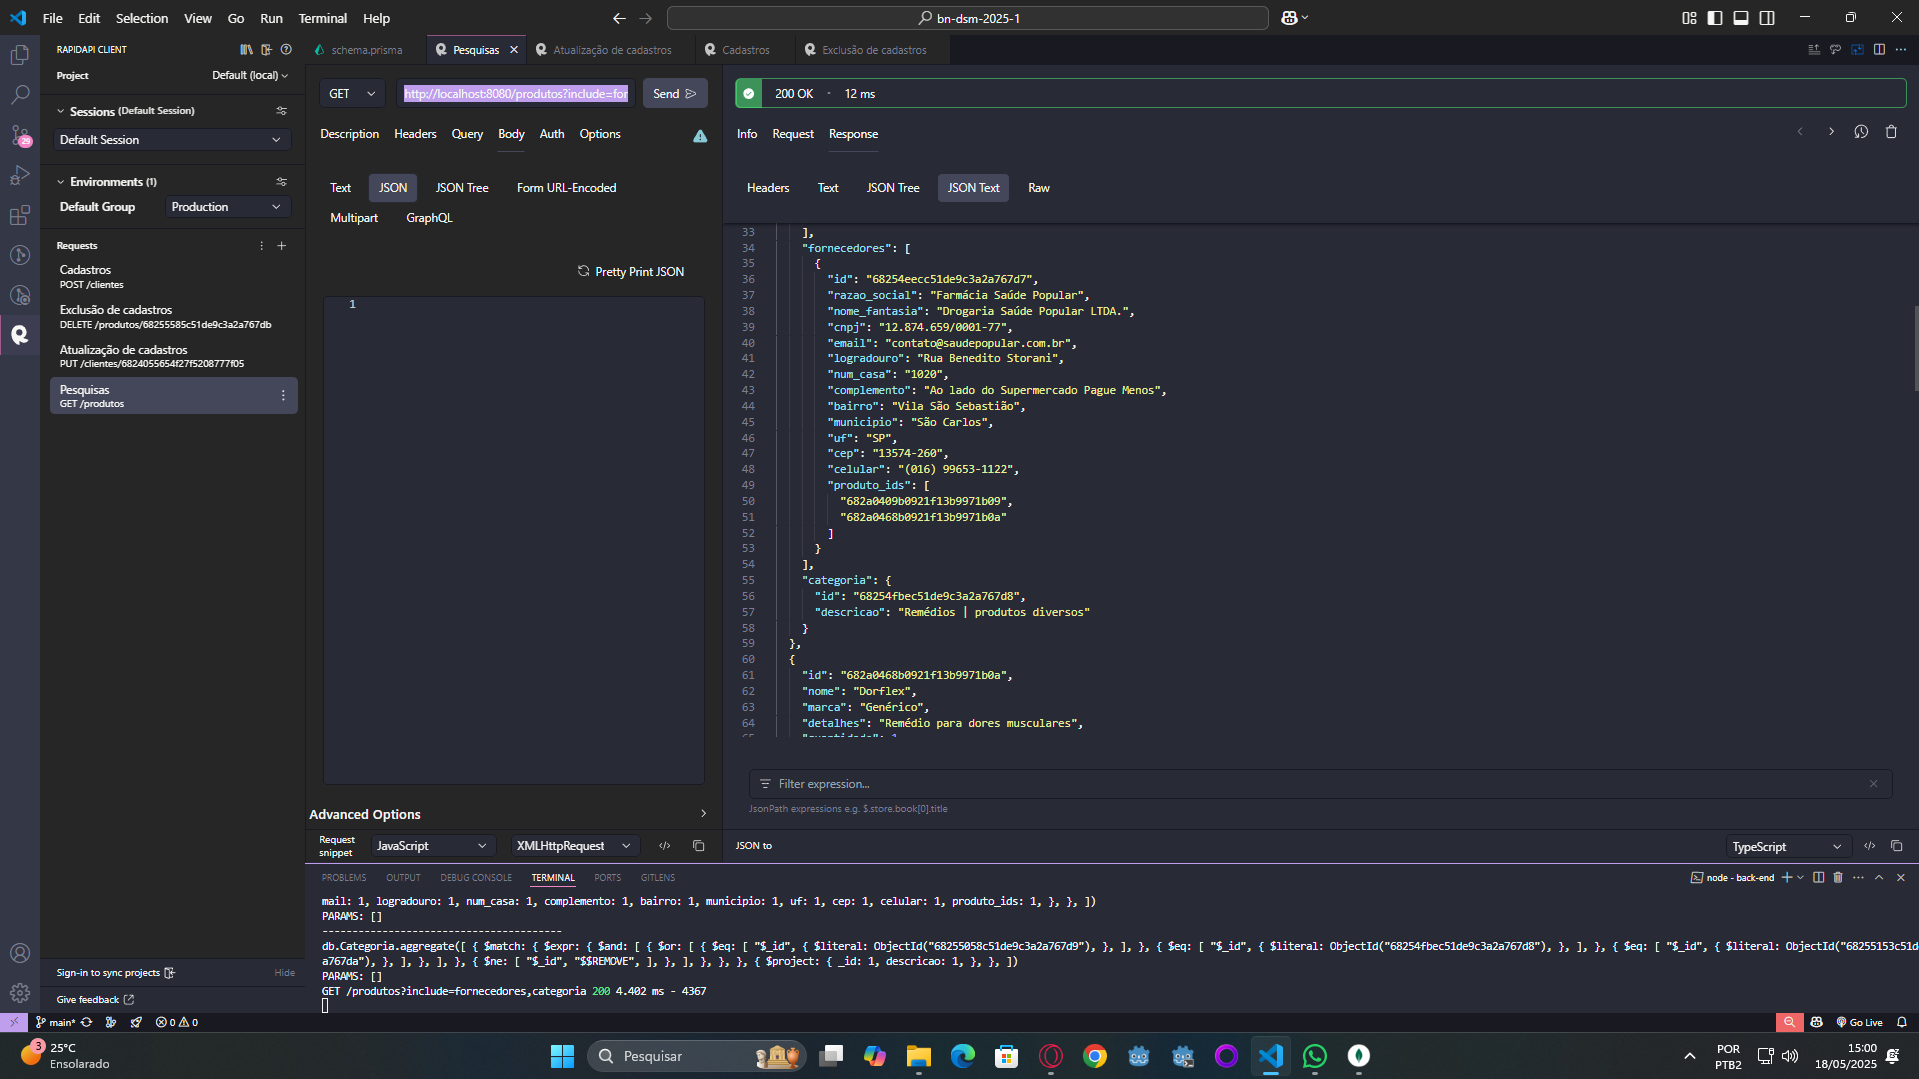 File Edit Selection View Go Run Terminal Help
bn-dsm-2025-1
RAPIDAPI CLIENT
Project
Default (local)
Sessions (Default Session)
Default Session
Environments (1)
Default Group
Production
Requests
Cadastros
POST /clientes
Exclusão de cadastros
DELETE /produtos/68255585c51de9c3a2a767db
Atualização de cadastros
PUT /clientes/6824055654f27f5208777f05
Pesquisas
GET /produtos
Sign-in to sync projects
Hide
Give feedback
schema.prisma
Pesquisas
Atualização de cadastros
Cadastros
Exclusão de cadastros
GET
http://localhost:8080/produtos?include=for
Send
Description Headers Query Body Auth Options
Text JSON JSON Tree Form URL-Encoded
Multipart GraphQL
Pretty Print JSON
1
Advanced Options
Request snippet
JavaScript
XMLHttpRequest
200 OK • 12 ms
Info Request Response
Headers Text JSON Tree JSON Text Raw
33 ],
34 "fornecedores": [
35 {
36 "id": "68254eecc51de9c3a2a767d7",
37 "razao_social": "Farmácia Saúde Popular",
38 "nome_fantasia": "Drogaria Saúde Popular LTDA.",
39 "cnpj": "12.874.659/0001-77",
40 "email": "contato@saudepopular.com.br",
41 "logradouro": "Rua Benedito Storani",
42 "num_casa": "1020",
43 "complemento": "Ao lado do Supermercado Pague Menos",
44 "bairro": "Vila São Sebastião",
45 "municipio": "São Carlos",
46 "uf": "SP",
47 "cep": "13574-260",
48 "celular": "(016) 99653-1122",
49 "produto_ids": [
50 "682a0409b0921f13b9971b09",
51 "682a0468b0921f13b9971b0a"
52 ]
53 }
54 ],
55 "categoria": {
56 "id": "68254fbec51de9c3a2a767d8",
57 "descricao": "Remédios | produtos diversos"
58 }
59 },
60 {
61 "id": "682a0468b0921f13b9971b0a",
62 "nome": "Dorflex",
63 "marca": "Genérico",
64 "detalhes": "Remédio para dores musculares",
Filter expression...
JsonPath expressions e.g. $.store.book[0].title
JSON to
TypeScript
PROBLEMS OUTPUT DEBUG CONSOLE TERMINAL PORTS GITLENS
node - back-end
mail: 1, logradouro: 1, num_casa: 1, complemento: 1, bairro: 1, municipio: 1, uf: 1, cep: 1, celular: 1, produto_ids: 1, }, }, ])
PARAMS: []
----------------------------------------
db.Categoria.aggregate([ { $match: { $expr: { $and: [ { $or: [ { $eq: [ "$_id", { $literal: ObjectId("68255058c51de9c3a2a767d9"), }, ], }, { $eq: [ "$_id", { $literal: ObjectId("68254fbec51de9c3a2a767d8"), }, ], }, { $eq: [ "$_id", { $literal: ObjectId("68255153c51d
a767da"), }, ], }, ], }, { $ne: [ "$_id", "$$REMOVE", ], }, ], }, }, }, { $project: { _id: 1, descricao: 1, }, }, ])
PARAMS: []
GET /produtos?include=fornecedores,categoria 200 4.402 ms - 4367
main*
0 0
Go Live
3
25°C
Ensolarado
Pesquisar
POR
PTB2
15:00
18/05/2025